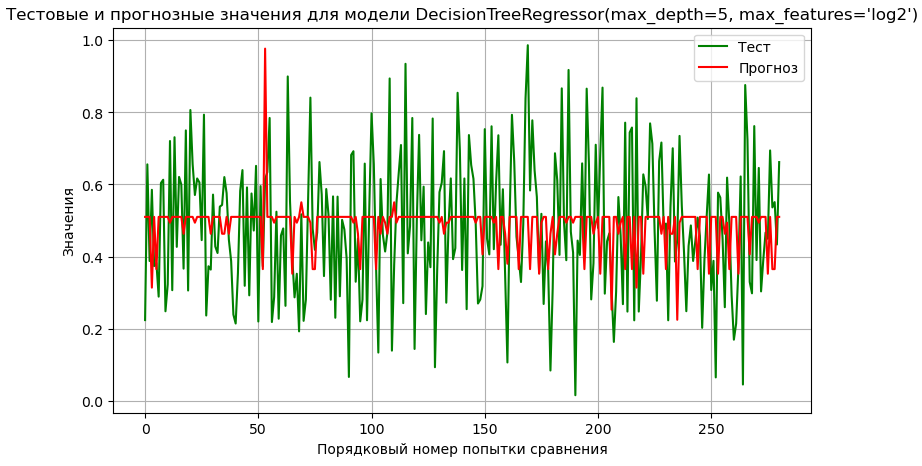 Тестовые и прогнозные значения для модели DecisionTreeRegressor(max_depth=5, max_features='log2')
Тест
Прогноз
Значения
1.0
0.8
0.6
0.4
0.2
0.0
0 50 100 150 200 250
Порядковый номер попытки сравнения